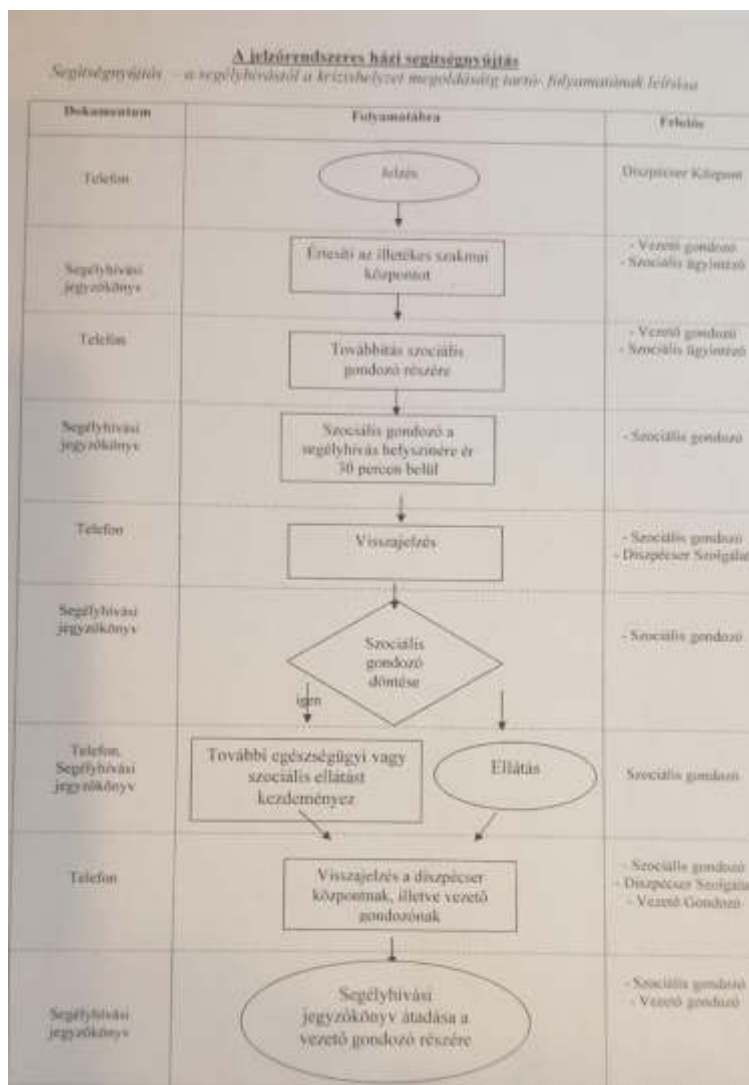 A jelzőrendszeres házi segítségnyújtás
Segítségnyújtás – a segélyhívástól a krízishelyzet megoldásáig tartó- folyamatának leírása
Dokumentum
Folyamatábra
Felelős
Telefon
Jelzés
Diszpécser Központ
Segélyhívási
jegyzőkönyv
Értesíti az illetékes szakmai
központot
- Vezető gondozó
- Szociális ügyintéző
Telefon
Továbbítás szociális
gondozó részére
- Vezető gondozó
- Szociális ügyintéző
Segélyhívási
jegyzőkönyv
Szociális gondozó a
segélyhívás helyszínére ér
30 percen belül
- Szociális gondozó
Telefon
Visszajelzés
- Szociális gondozó
- Diszpécser Szolgálat
Segélyhívási
jegyzőkönyv
Szociális
gondozó
döntése
- Szociális gondozó
igen
Telefon,
Segélyhívási
jegyzőkönyv
További egészségügyi vagy
szociális ellátást
kezdeményez
Ellátás
Szociális gondozó
Telefon
Visszajelzés a diszpécser
központnak, illetve vezető
gondozónak
- Szociális gondozó
- Diszpécser Szolgálat
- Vezető Gondozó
Segélyhívási
jegyzőkönyv
Segélyhívási
jegyzőkönyv átadása a
vezető gondozó részére
- Szociális gondozó
- Vezető gondozó